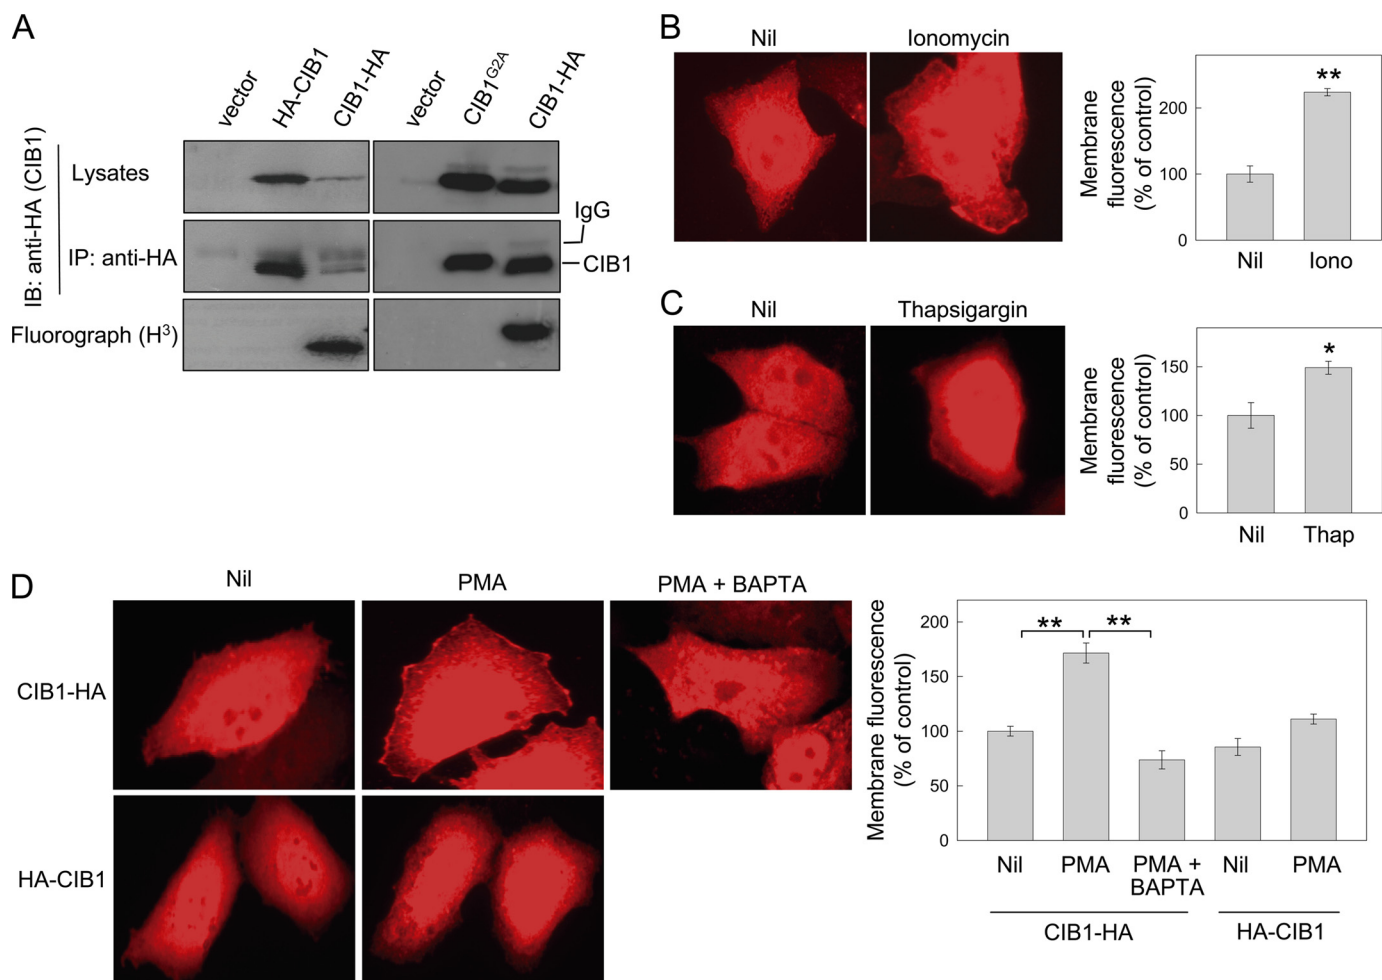 A
vector
HA-CIB1
CIB1-HA
vector
CIB1G2A
CIB1-HA
IB: anti-HA (CIB1)
Lysates
IP: anti-HA
Fluorograph (H3)
IgG
CIB1
B
Nil
Ionomycin
Membrane
fluorescence
(% of control)
200
100
0
**
Nil
Iono
C
Nil
Thapsigargin
Membrane
fluorescence
(% of control)
150
100
50
0
*
Nil
Thap
D
Nil
PMA
PMA + BAPTA
CIB1-HA
HA-CIB1
Membrane fluorescence
(% of control)
200
150
100
50
0
**
**
Nil
PMA
PMA +
BAPTA
Nil
PMA
CIB1-HA
HA-CIB1